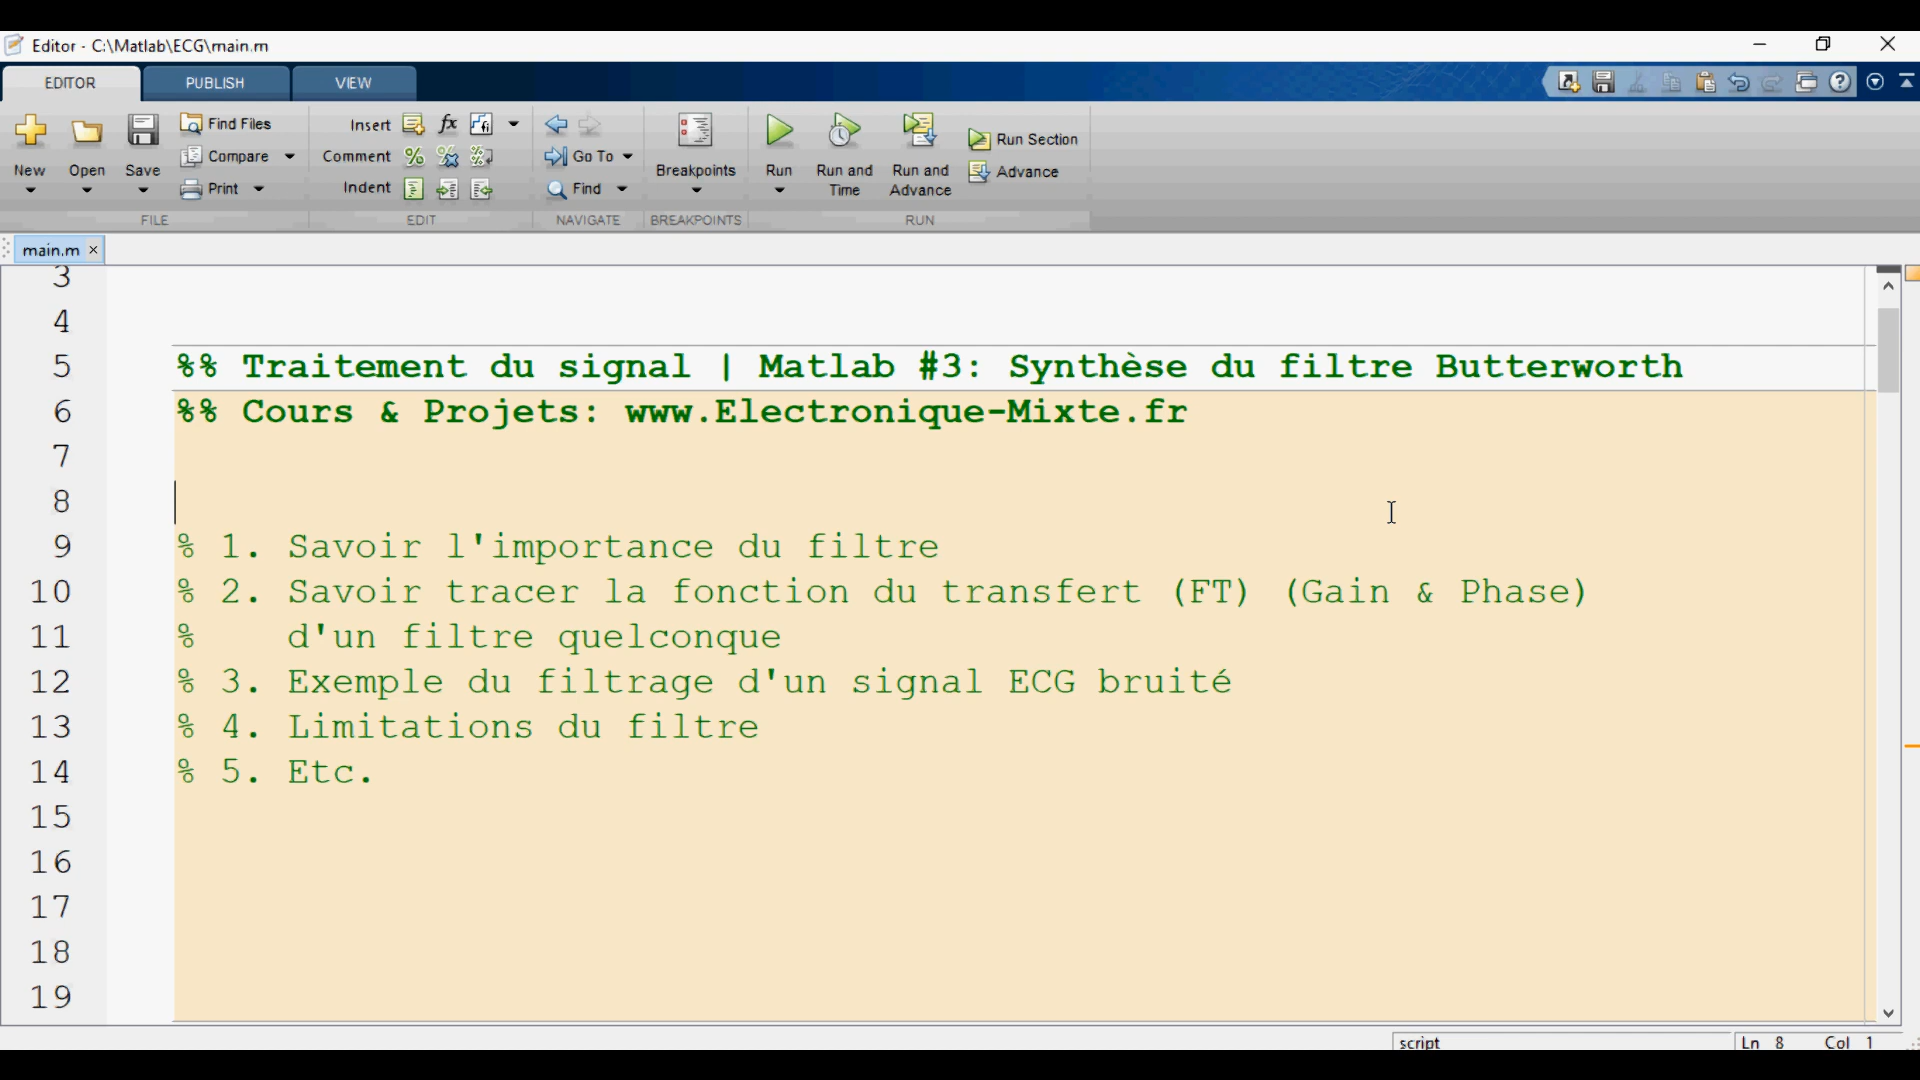 Editor - C:\Matlab\ECG\main.m
EDITOR PUBLISH VIEW
Find Files Insert fx
New Open Save Compare Comment Go To Breakpoints Run Run and Time Run and Advance Run Section
Print Indent Find Advance
FILE EDIT NAVIGATE BREAKPOINTS RUN
main.m
3
4
5 %% Traitement du signal | Matlab #3: Synthèse du filtre Butterworth
6 %% Cours & Projets: www.Electronique-Mixte.fr
7
8
9 % 1. Savoir l'importance du filtre
10 % 2. Savoir tracer la fonction du transfert (FT) (Gain & Phase)
11 % d'un filtre quelconque
12 % 3. Exemple du filtrage d'un signal ECG bruité
13 % 4. Limitations du filtre
14 % 5. Etc.
15
16
17
18
19
script Ln 8 Col 1